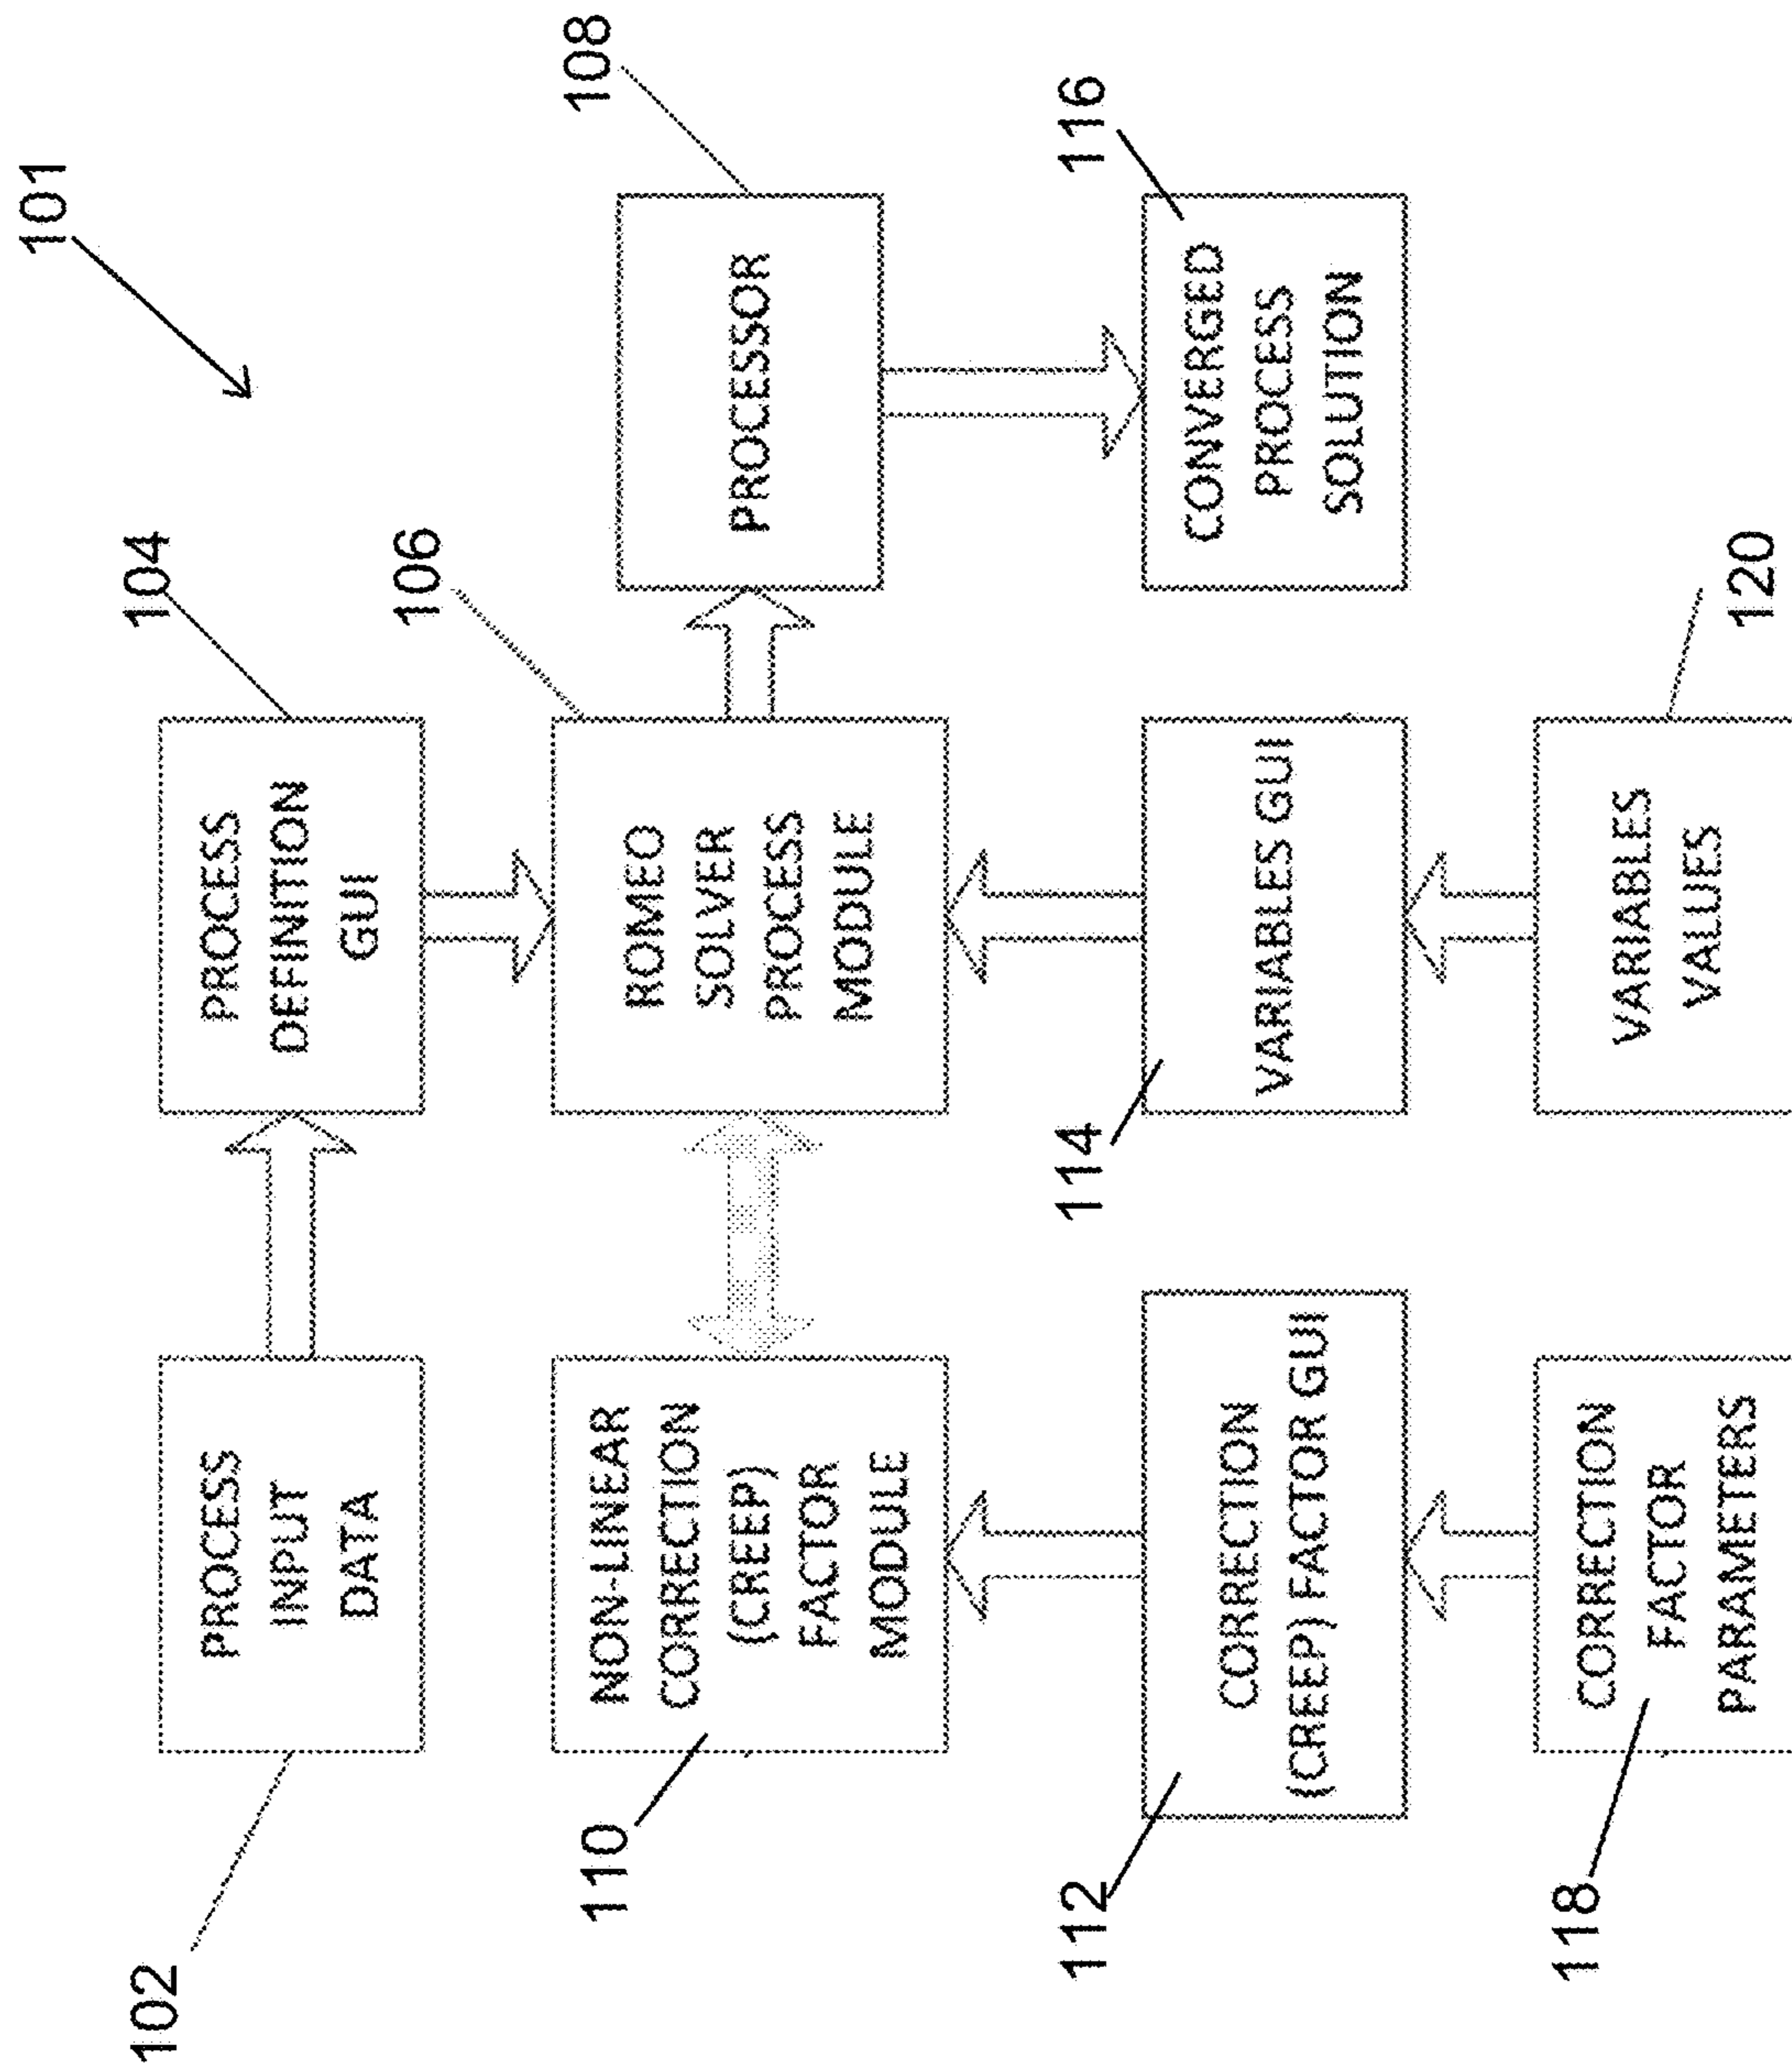 101
102
PROCESS
INPUT
DATA
104
PROCESS
DEFINITION
GUI
110
NON-LINEAR
CORRECTION
(CREEP)
FACTOR
MODULE
106
ROMEO
SOLVER
PROCESS
MODULE
108
PROCESSOR
112
CORRECTION
(CREEP) FACTOR GUI
114
VARIABLES GUI
116
CONVERGED
PROCESS
SOLUTION
118
CORRECTION
FACTOR
PARAMETERS
120
VARIABLES
VALUES